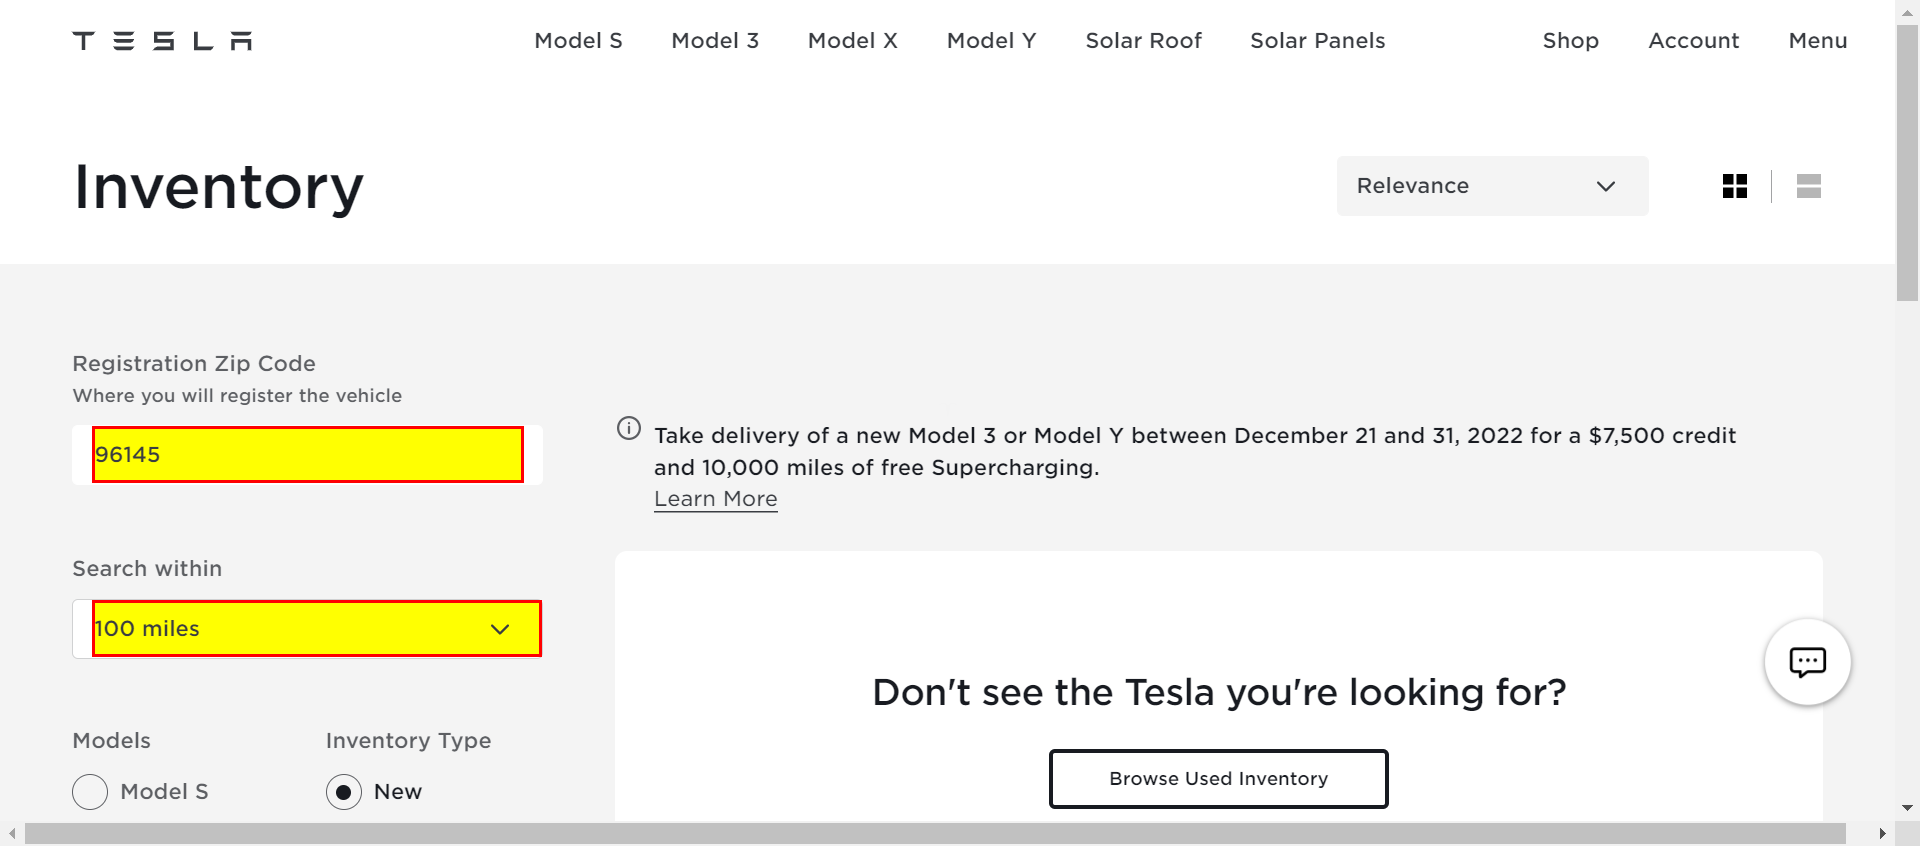 TESLA
Model S
Model 3
Model X
Model Y
Solar Roof
Solar Panels
Shop
Account
Menu
Inventory
Relevance
Registration Zip Code
Where you will register the vehicle
96145
Search within
100 miles
Models
Inventory Type
Model S
New
Take delivery of a new Model 3 or Model Y between December 21 and 31, 2022 for a $7,500 credit
and 10,000 miles of free Supercharging.
Learn More
Don't see the Tesla you're looking for?
Browse Used Inventory